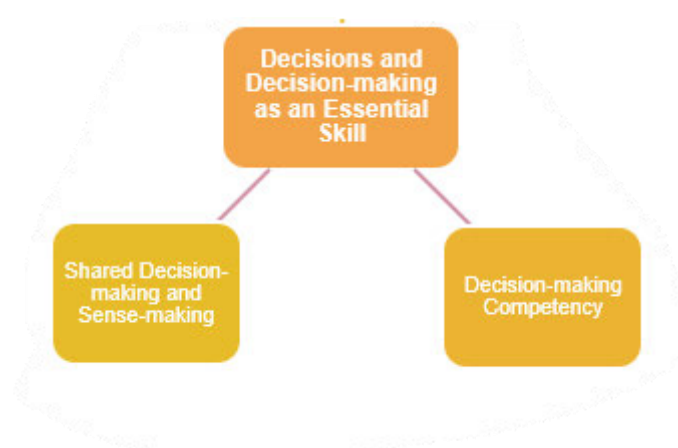 Decisions and
Decision-making
as an Essential
Skill
Shared Decision-
making and
Sense-making
Decision-making
Competency